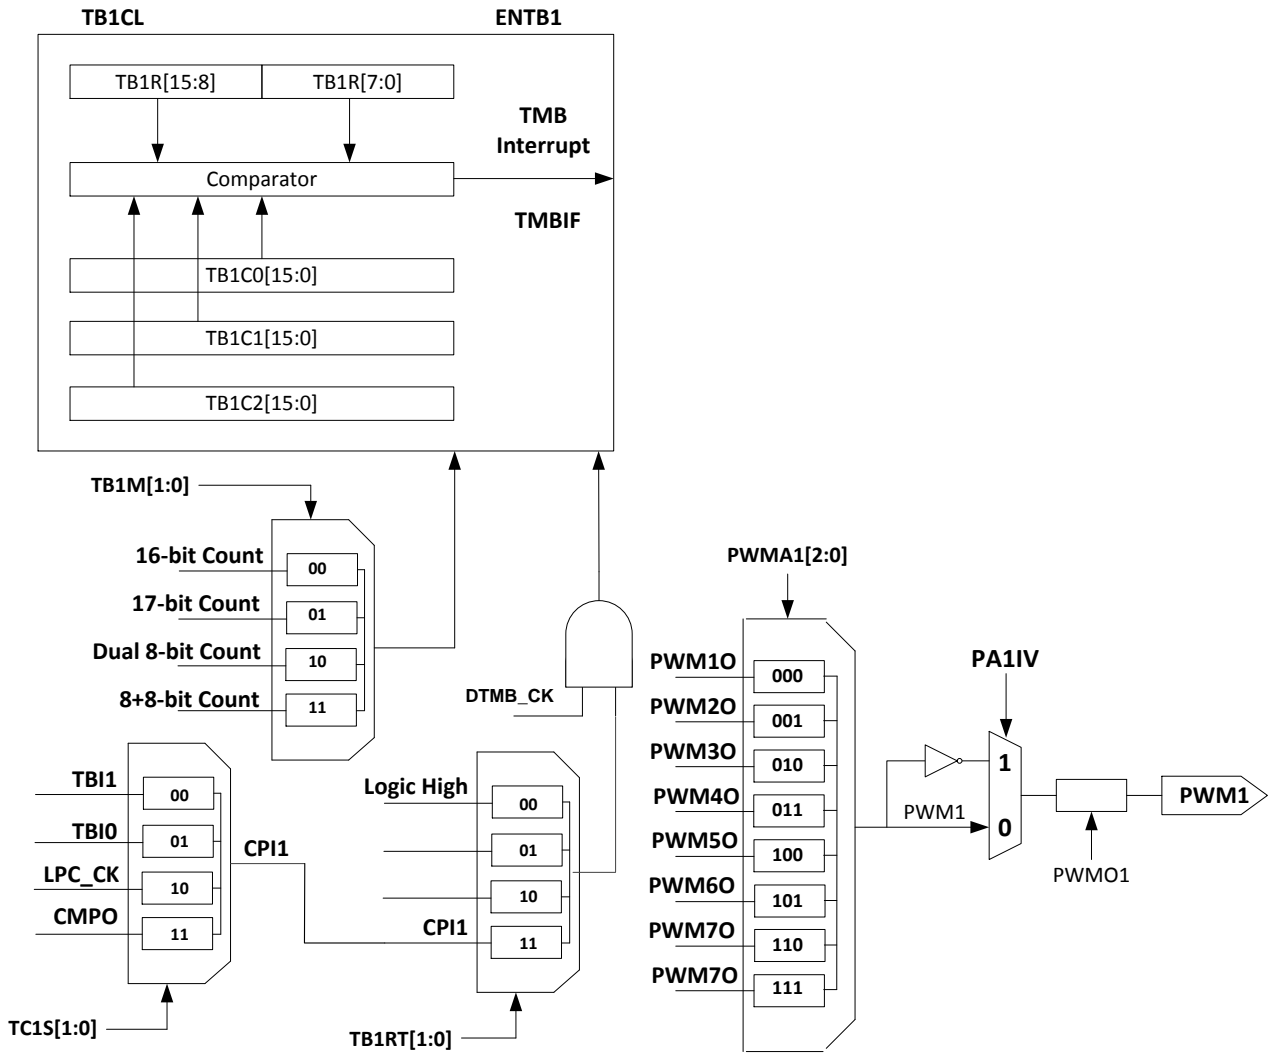 TB1CL
ENTB1
TB1R[15:8]
TB1R[7:0]
TMB
Interrupt
Comparator
TMBIF
TB1C0[15:0]
TB1C1[15:0]
TB1C2[15:0]
TB1M[1:0]
16-bit Count
00
17-bit Count
01
Dual 8-bit Count
10
8+8-bit Count
11
DTMB_CK
TBI1
00
TBI0
01
LPC_CK
10
CMPO
11
CPI1
TC1S[1:0]
Logic High
00
01
10
CPI1
11
TB1RT[1:0]
PWMA1[2:0]
PWM1O
000
PWM2O
001
PWM3O
010
PWM4O
011
PWM5O
100
PWM6O
101
PWM7O
110
PWM7O
111
PA1IV
1
PWM1
0
PWMO1
PWM1